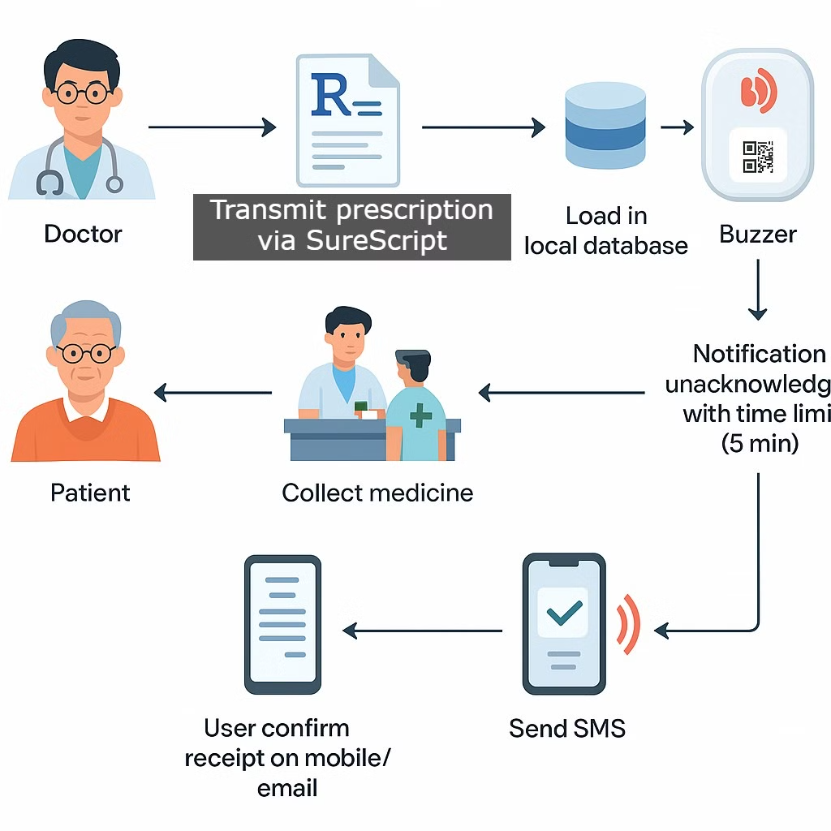 R
Transmit prescription
via SureScript
Doctor
Load in
local database
Buzzer
Notification
unacknowledg
with time limi
(5 min)
Patient
Collect medicine
User confirm
receipt on mobile/
email
Send SMS